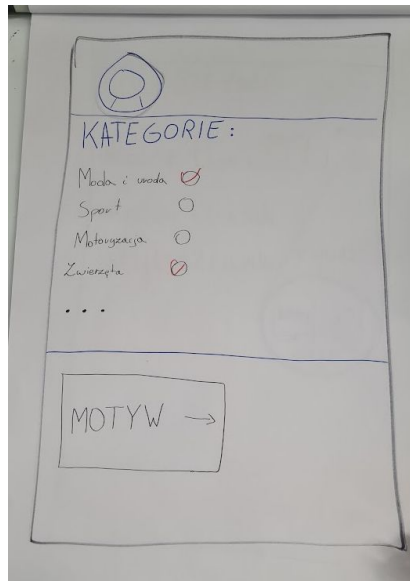 KATEGORIE:
Moda i uroda
Sport
Motoryzacja
Zwierzęta
...
MOTYW →